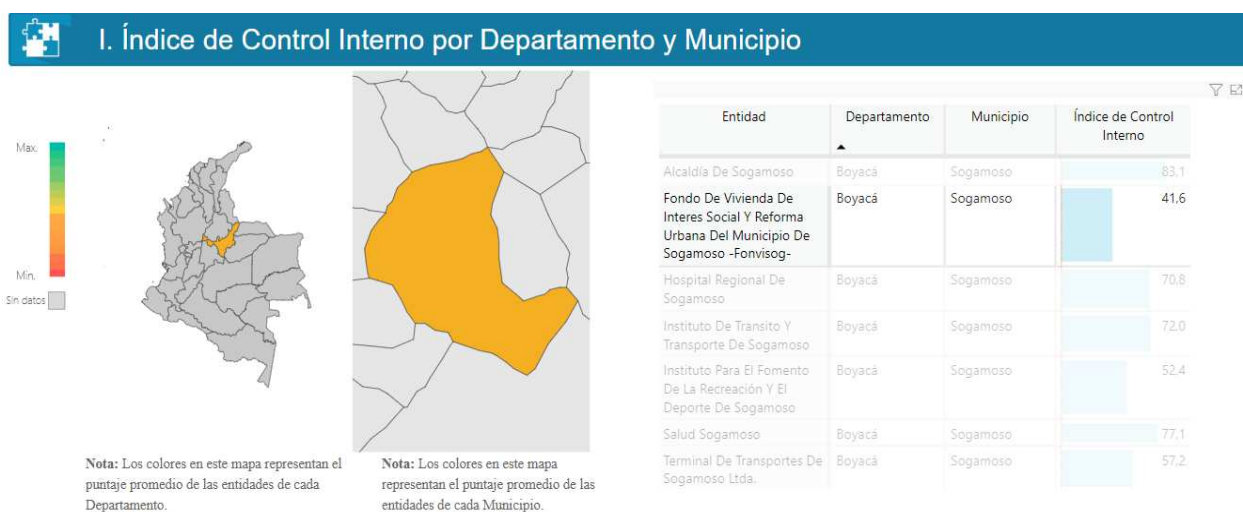 I. Índice de Control Interno por Departamento y Municipio
Max.
Min.
Sin datos
Nota: Los colores en este mapa representan el
puntaje promedio de las entidades de cada
Departamento.
Nota: Los colores en este mapa
representan el puntaje promedio de las
entidades de cada Municipio.
Entidad Departamento Municipio Índice de Control
Interno
Alcaldía De Sogamoso Boyacá Sogamoso 83,1
Fondo De Vivienda De Boyacá Sogamoso 41,6
Interes Social Y Reforma
Urbana Del Municipio De
Sogamoso -Fonvisog-
Hospital Regional De Boyacá Sogamoso 70,8
Sogamoso
Instituto De Transito Y Boyacá Sogamoso 72,0
Transporte De Sogamoso
Instituto Para El Fomento Boyacá Sogamoso 52,4
De La Recreación Y El
Deporte De Sogamoso
Salud Sogamoso Boyacá Sogamoso 77,1
Terminal De Transportes De Boyacá Sogamoso 57,2
Sogamoso Ltda.